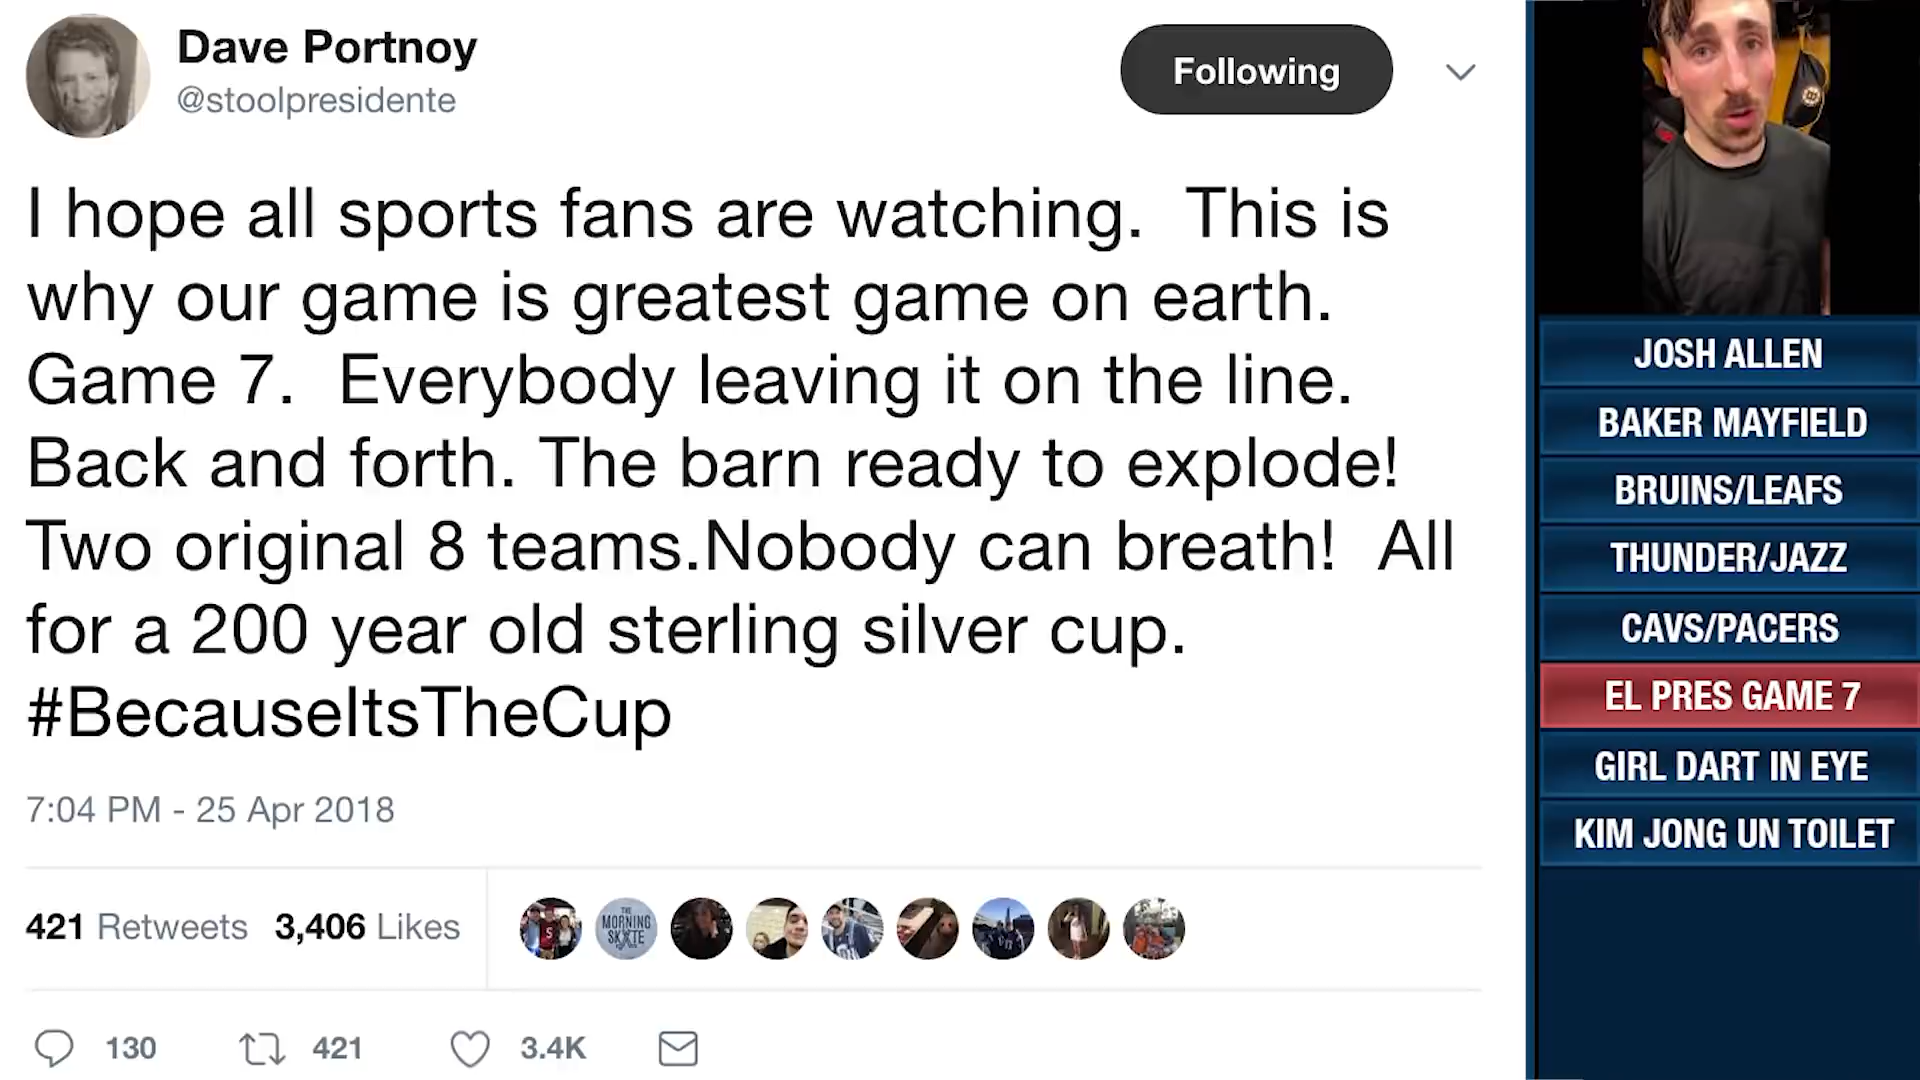 Dave Portnoy
@stoolpresidente
Following
I hope all sports fans are watching.  This is
why our game is greatest game on earth.
Game 7.  Everybody leaving it on the line.
Back and forth. The barn ready to explode!
Two original 8 teams.Nobody can breath!  All
for a 200 year old sterling silver cup.
#BecauseItsTheCup
7:04 PM - 25 Apr 2018
421 Retweets 3,406 Likes
THE
MORNING
SKATE
130 421 3.4K
JOSH ALLEN
BAKER MAYFIELD
BRUINS/LEAFS
THUNDER/JAZZ
CAVS/PACERS
EL PRES GAME 7
GIRL DART IN EYE
KIM JONG UN TOILET